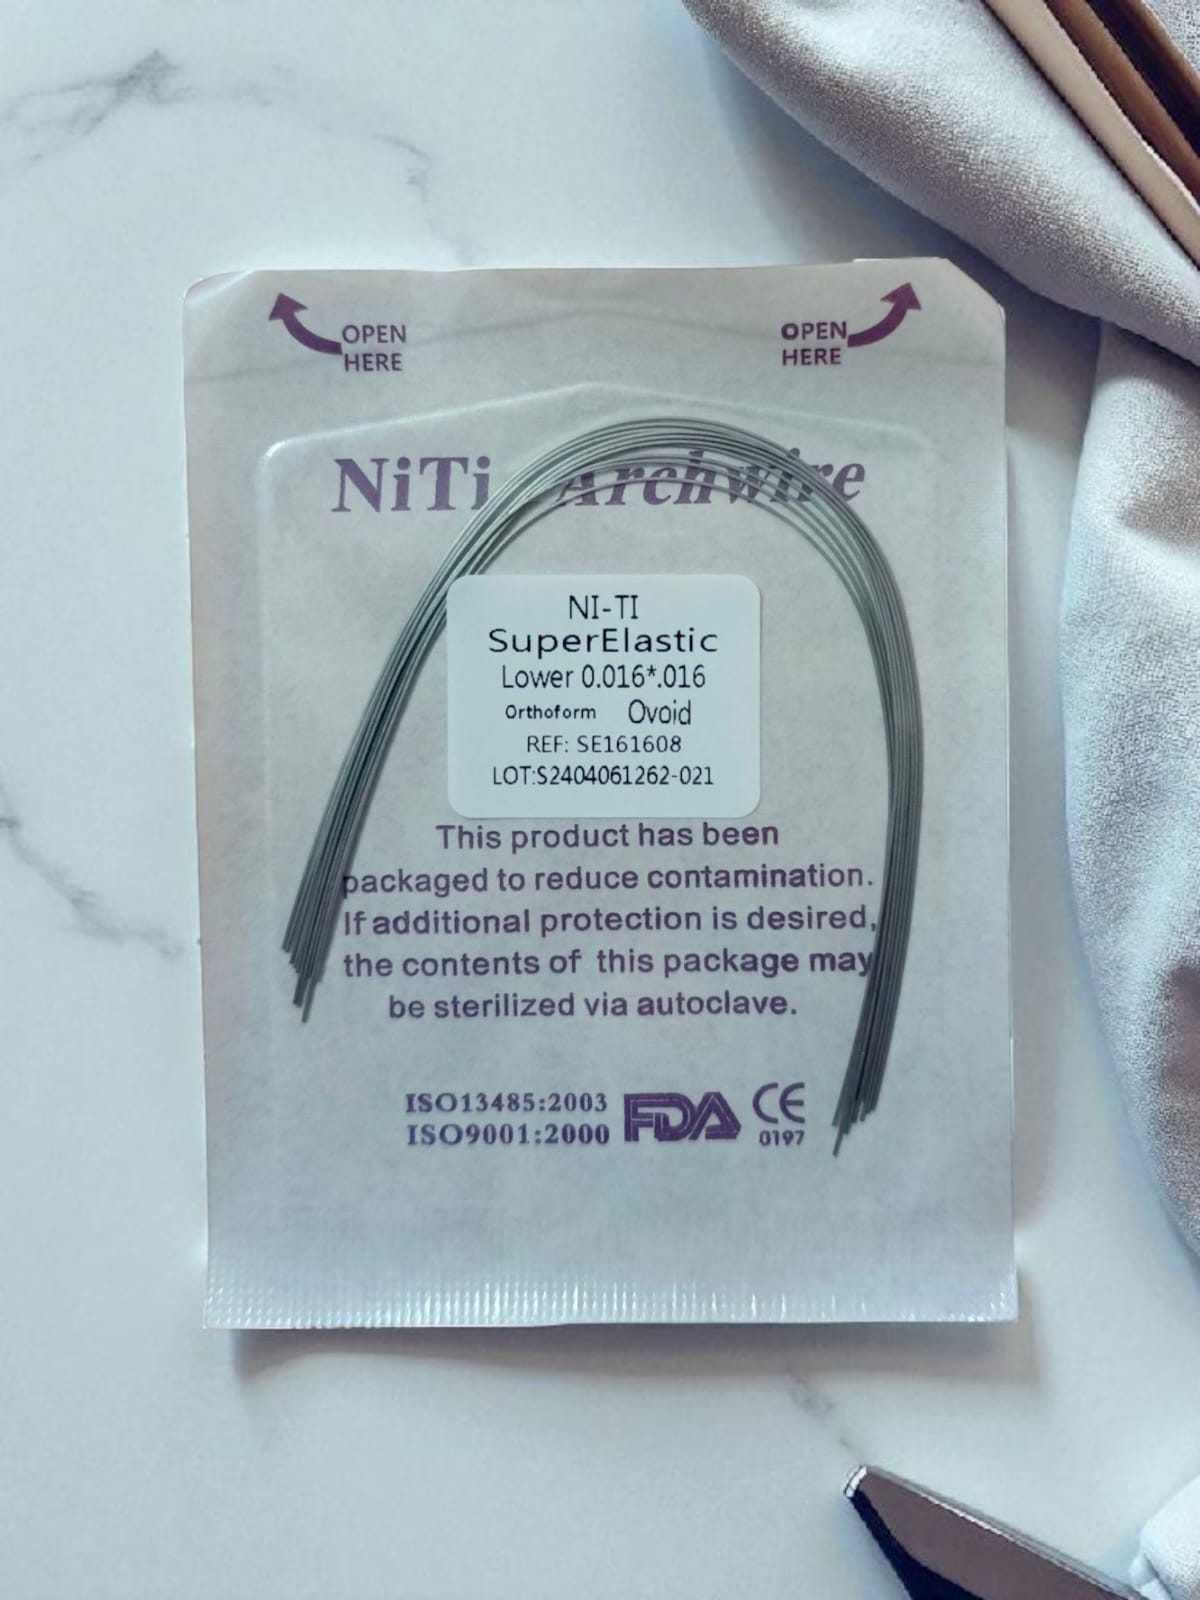 OPEN HERE
OPEN HERE
NiTi Archwire
NI-TI
SuperElastic
Lower 0.016*.016
Orthoform Ovoid
REF: SE161608
LOT:S2404061262-021
This product has been
packaged to reduce contamination.
If additional protection is desired,
the contents of this package may
be sterilized via autoclave.
ISO13485:2003
ISO9001:2000
FDA
CE
0197